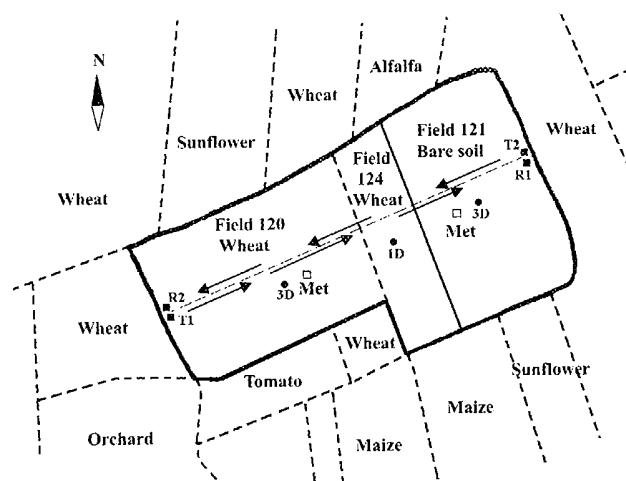 N
Alfalfa
Wheat
Sunflower
Field 121
Bare soil
T2
R1
Wheat
Field
124
Wheat
Wheat
Field 120
Wheat
3D
Met
1D
3D
Met
R2
T1
Wheat
Wheat
Tomato
Sunflower
Maize
Orchard
Maize